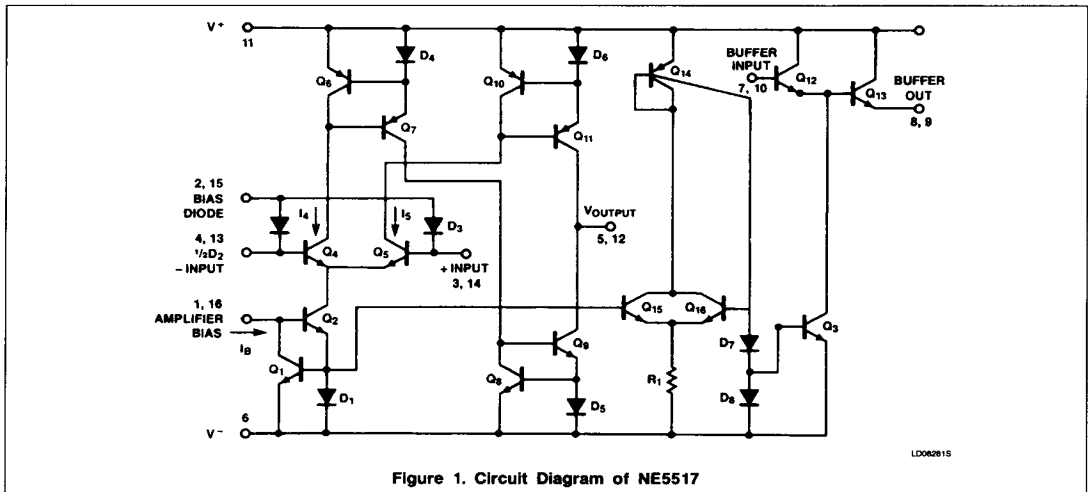 V+
11
D4
D6
Q6
Q7
Q10
Q11
Q14
BUFFER
INPUT
7, 10
Q12
Q13
BUFFER
OUT
8, 9
2, 15
BIAS
DIODE
I4
I5
D3
VOUTPUT
5, 12
4, 13
1/2D2
– INPUT
Q4
Q5
+ INPUT
3, 14
1, 16
AMPLIFIER
BIAS
IB
Q2
Q15
Q16
Q3
D7
Q1
D1
Q9
Q8
D5
R1
D8
6
V–
LD08281S
Figure 1. Circuit Diagram of NE5517